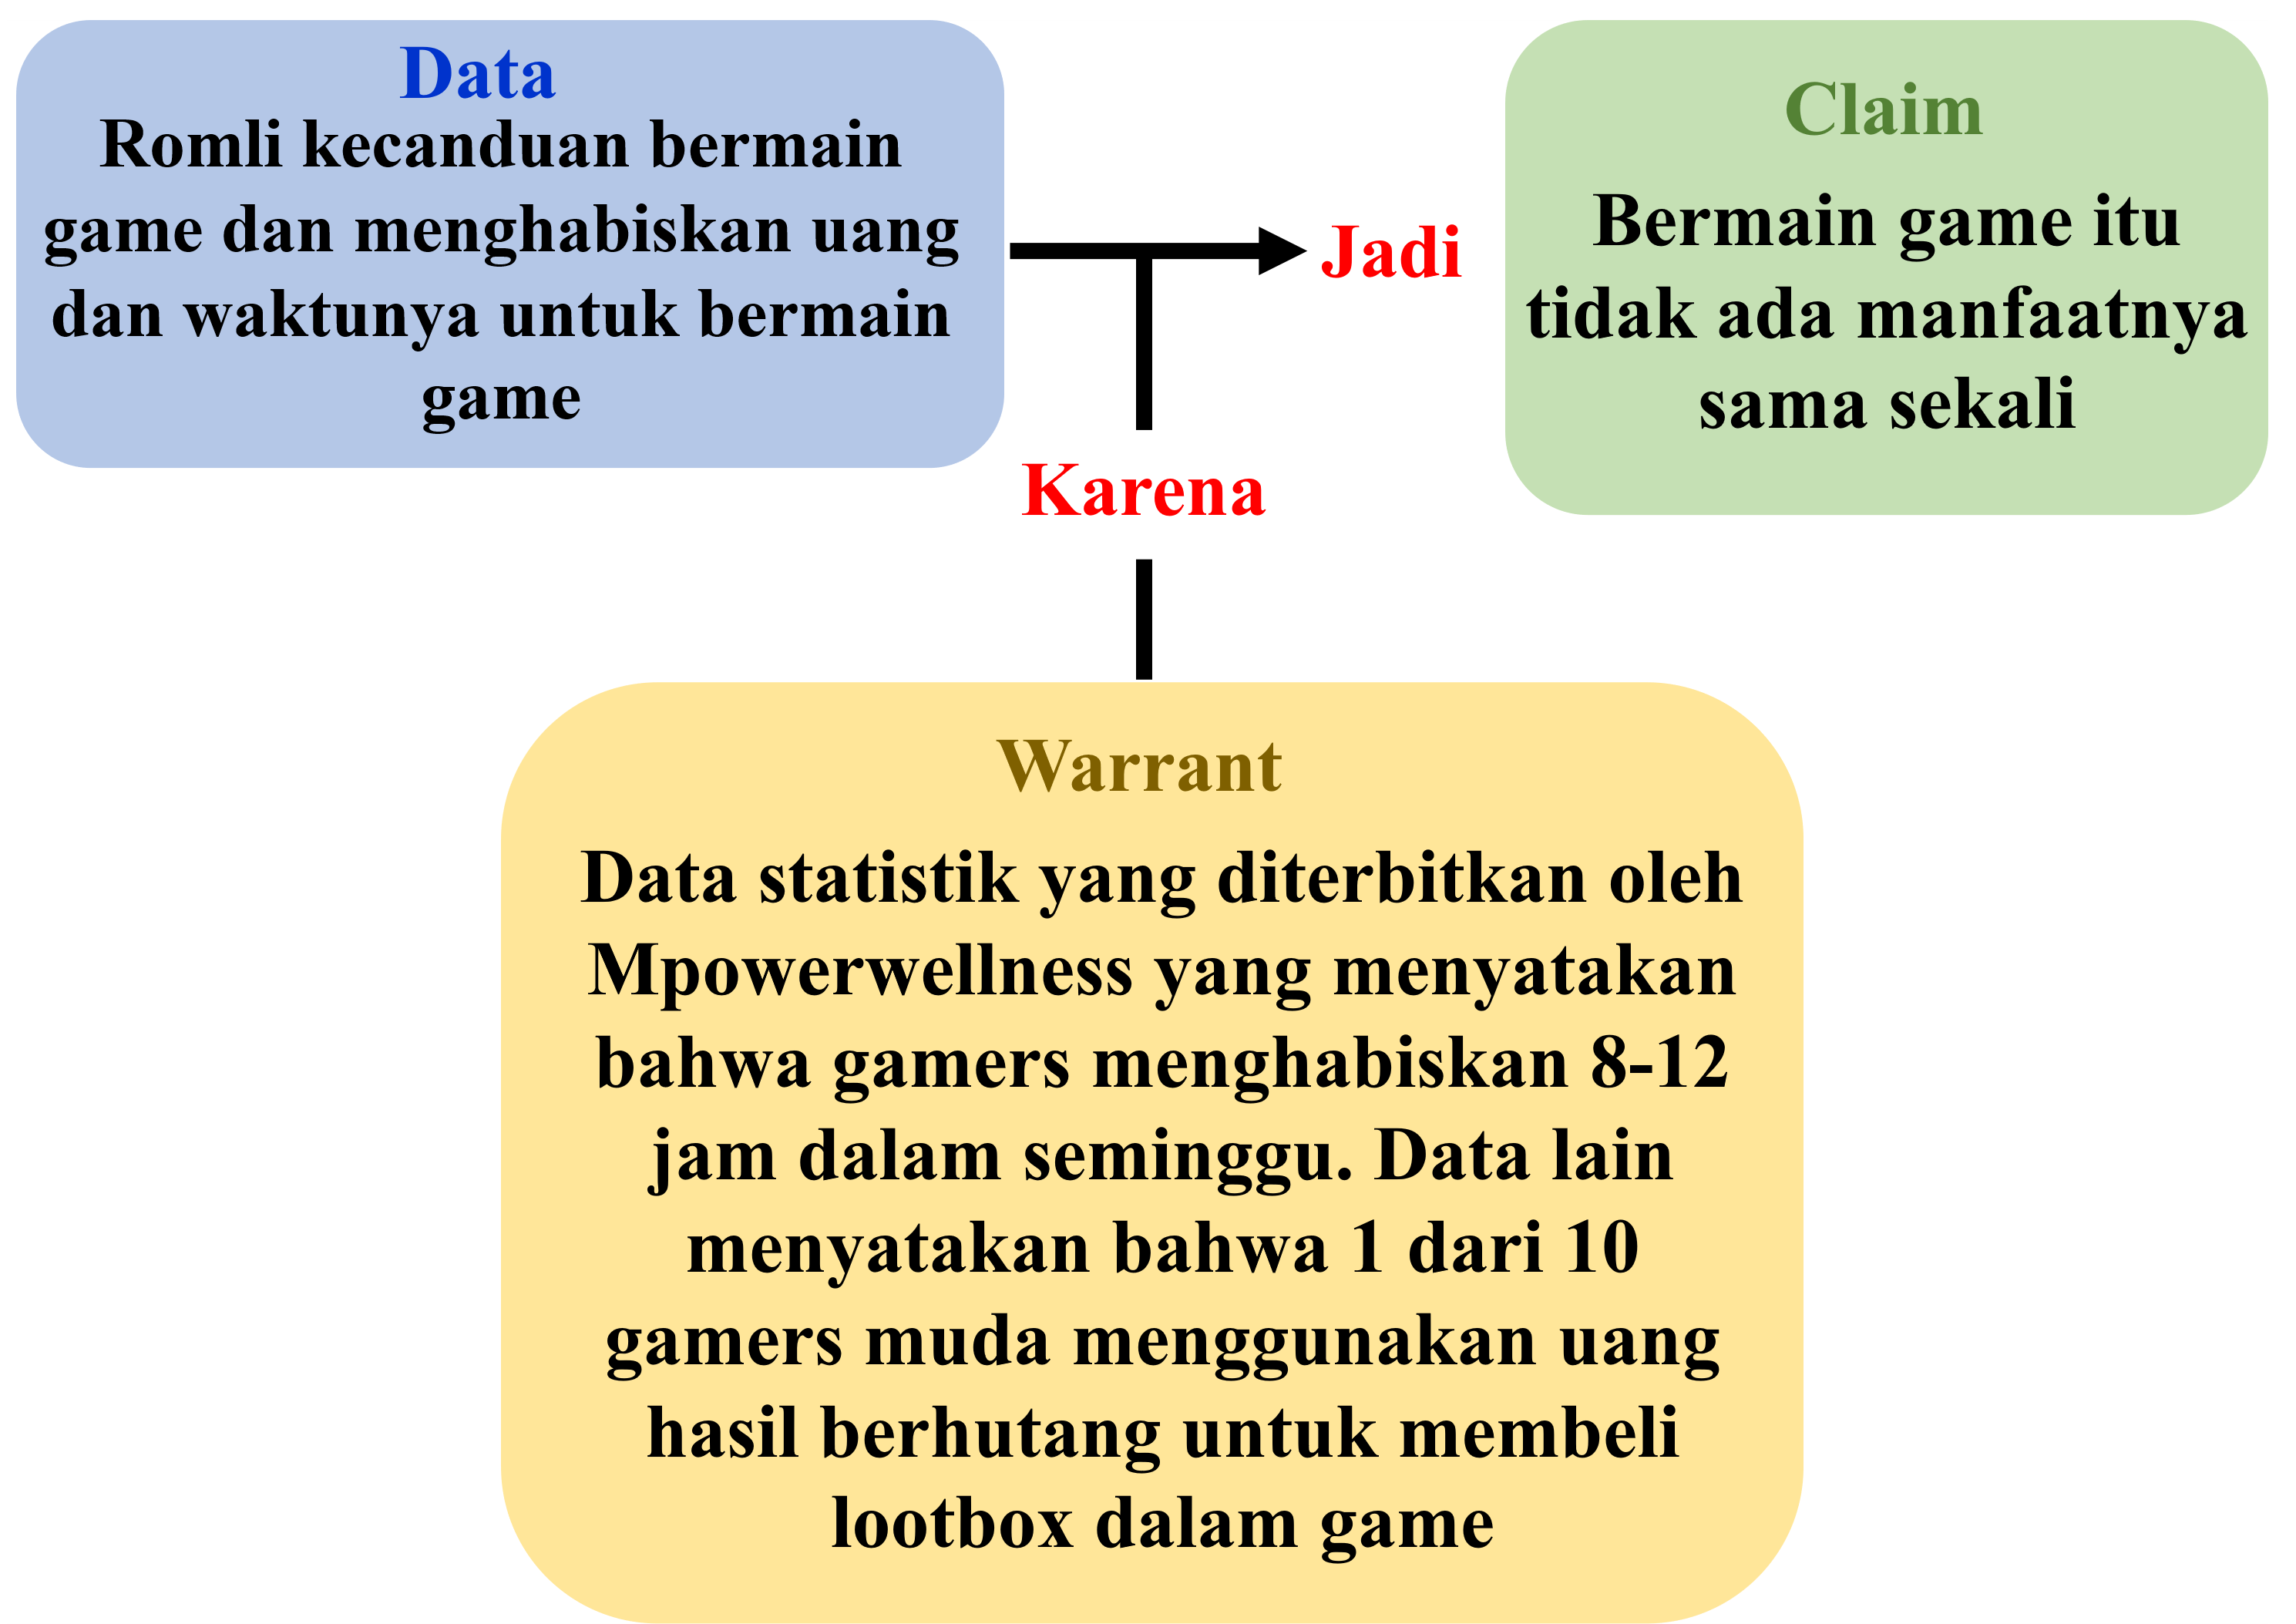 Data
Romli kecanduan bermain
game dan menghabiskan uang
dan waktunya untuk bermain
game
Jadi
Claim
Bermain game itu
tidak ada manfaatnya
sama sekali
Karena
Warrant
Data statistik yang diterbitkan oleh
Mpowerwellness yang menyatakan
bahwa gamers menghabiskan 8-12
jam dalam seminggu. Data lain
menyatakan bahwa 1 dari 10
gamers muda menggunakan uang
hasil berhutang untuk membeli
lootbox dalam game